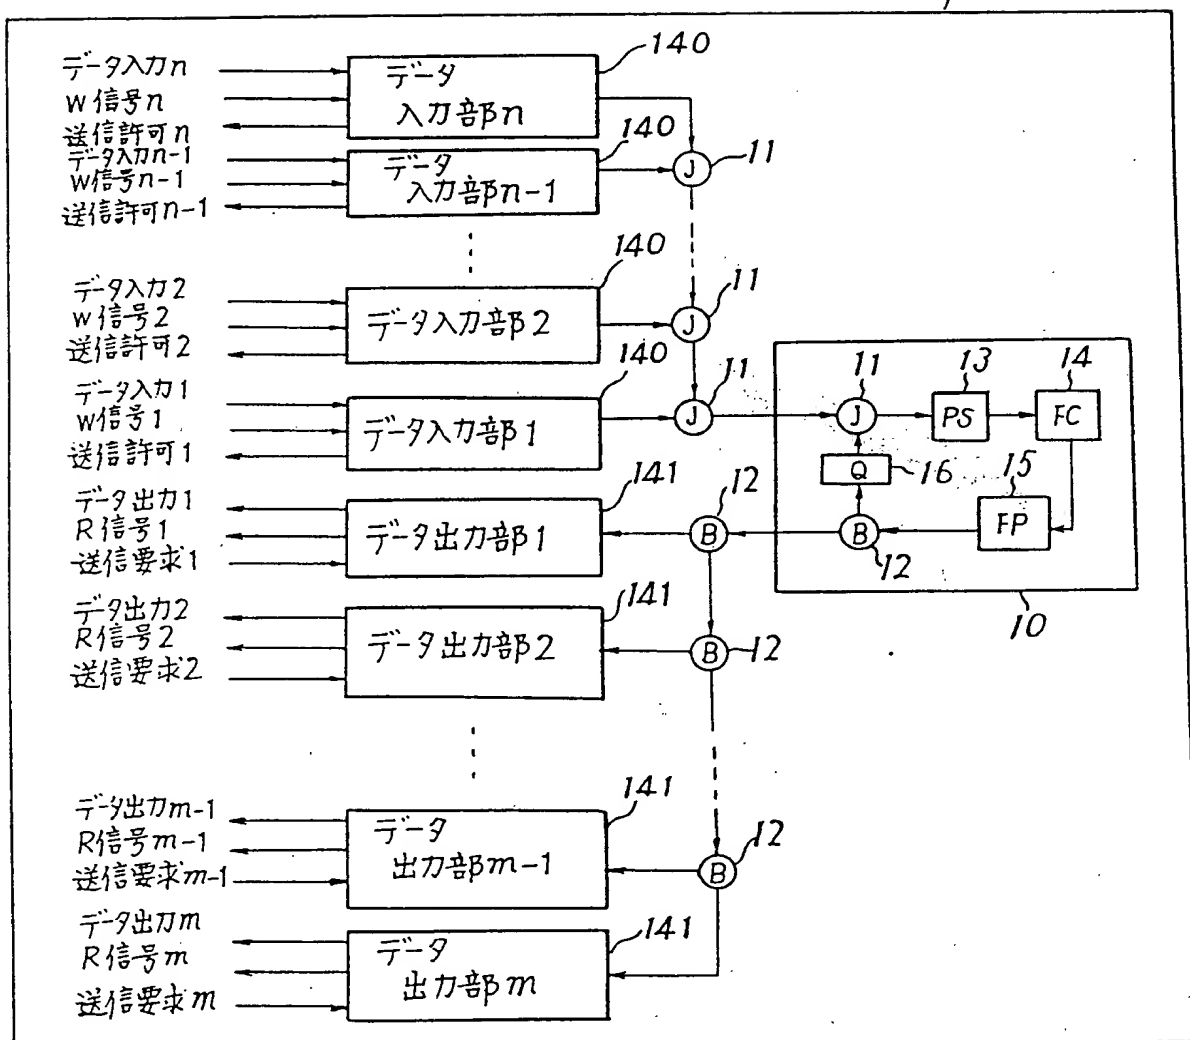 データ入力n
W信号n
送信許可n
データ
入力部n
140
データ入力n-1
W信号n-1
送信許可n-1
データ
入力部n-1
140
J
11
データ入力2
W信号2
送信許可2
データ入力部2
140
J
11
データ入力1
W信号1
送信許可1
データ入力部1
140
J
11
J
11
PS
13
FC
14
Q
16
FP
15
B
12
10
データ出力1
R信号1
送信要求1
データ出力部1
141
B
12
データ出力2
R信号2
送信要求2
データ出力部2
141
B
12
データ出力m-1
R信号m-1
送信要求m-1
データ
出力部m-1
141
B
12
データ出力m
R信号m
送信要求m
データ
出力部m
141